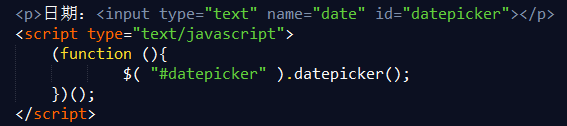 <p>日期：<input type="text" name="date" id="datepicker"></p>
<script type="text/javascript">
(function (){
$( "#datepicker" ).datepicker();
})();
</script>